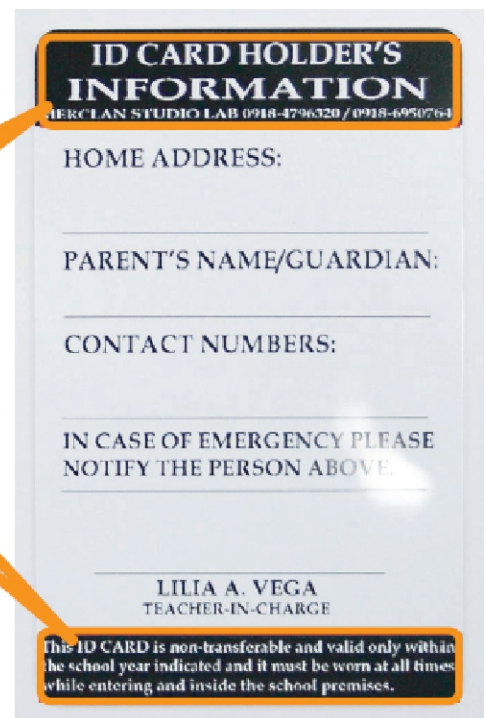 ID CARD HOLDER'S
INFORMATION
MERCLAN STUDIO LAB 0918-4796320 / 0918-6950764
HOME ADDRESS:
PARENT'S NAME/GUARDIAN:
CONTACT NUMBERS:
IN CASE OF EMERGENCY PLEASE
NOTIFY THE PERSON ABOVE.
LILIA A. VEGA
TEACHER-IN-CHARGE
This ID CARD is non-transferable and valid only within
the school year indicated and it must be worn at all times
while entering and inside the school premises.